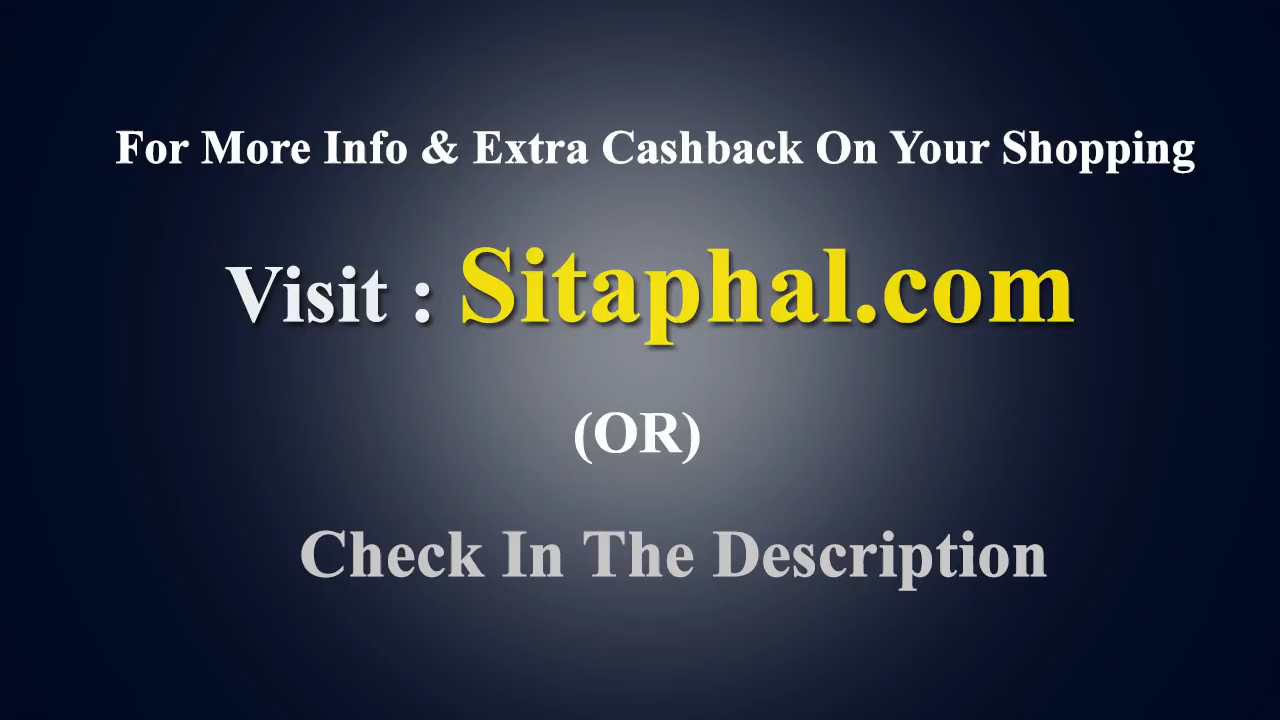 For More Info & Extra Cashback On Your Shopping
Visit : Sitaphal.com
(OR)
Check In The Description